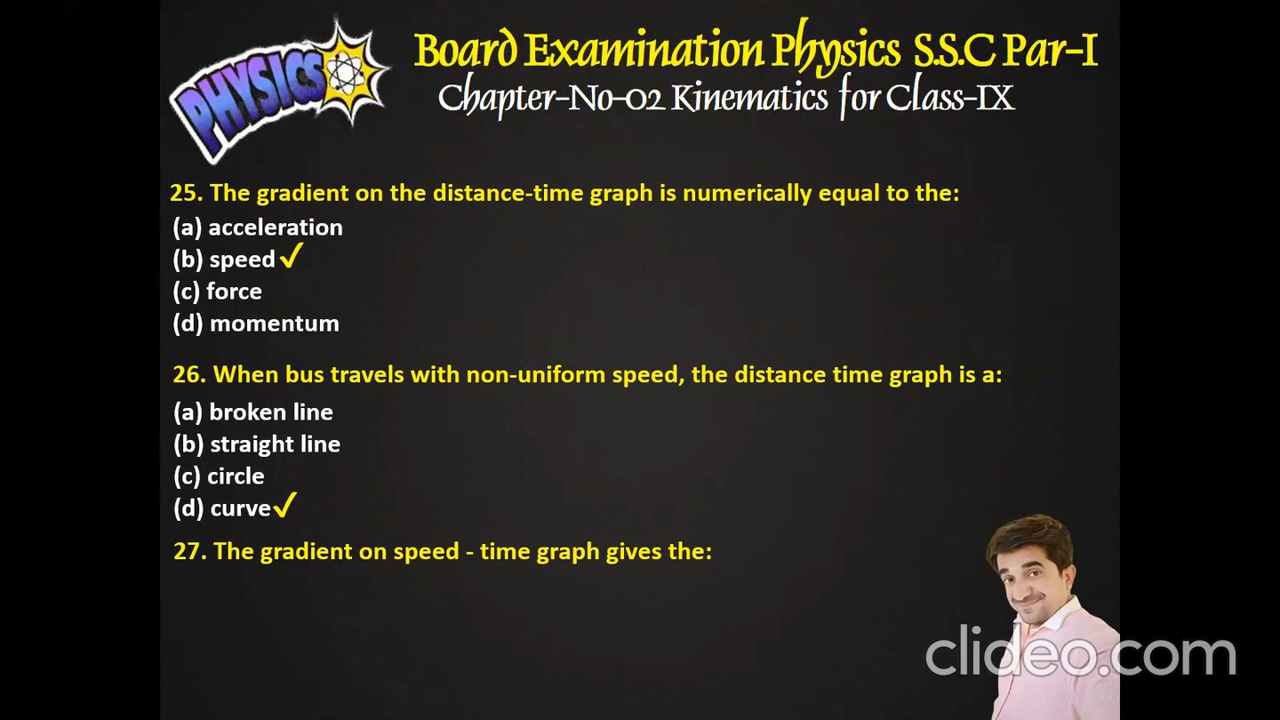 PHYSICS
Board Examination Physics S.S.C Par-I
Chapter-No-02 Kinematics for Class-IX
25. The gradient on the distance-time graph is numerically equal to the:
(a) acceleration
(b) speed✓
(c) force
(d) momentum
26. When bus travels with non-uniform speed, the distance time graph is a:
(a) broken line
(b) straight line
(c) circle
(d) curve✓
27. The gradient on speed - time graph gives the:
clideo.com